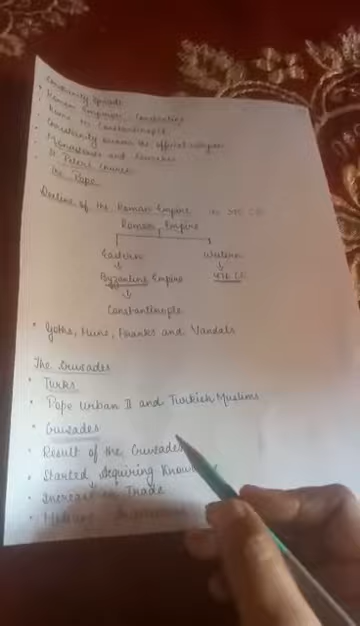 Christianity Spreads
• Roman Emperor, Constantine
• Rome to Constantinople
• Christianity became the official religion
• Monasteries and
• St Peters Church
The Pope
Decline of the Roman Empire in CE
Roman Empire
Eastern Western
↓ ↓
Byzantine Empire 476 CE
↓
Constantinople
• Goths, Huns, Franks and Vandals
The Crusades
• Turks
• Pope Urban II and Turkish Muslims
• Crusades
• Result of the Crusades
• Started Acquiring
• Increase in Trade